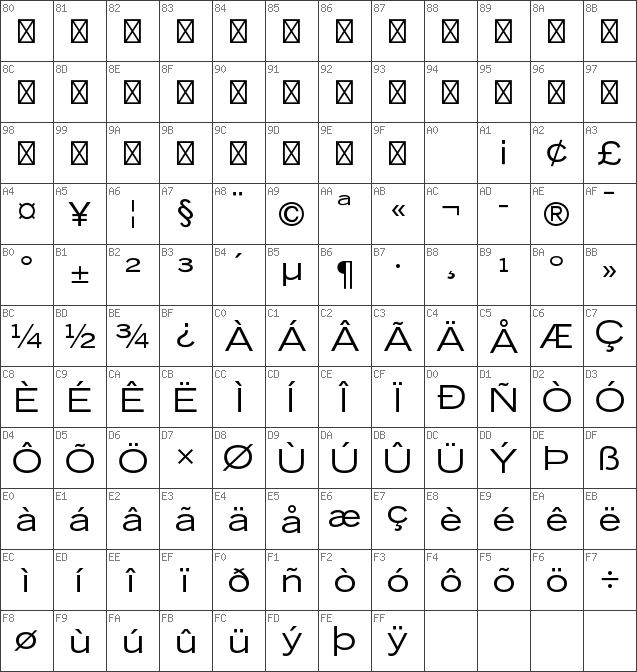 80 81 82 83 84 85 86 87 88 89 8A 8B
8C 8D 8E 8F 90 91 92 93 94 95 96 97
98 99 9A 9B 9C 9D 9E 9F A0 A1 A2 A3
¡ ¢ £
A4 A5 A6 A7 A8 A9 AA AB AC AD AE AF
¤ ¥ ¦ § ¨ © ª « ¬ - ® ¯
B0 B1 B2 B3 B4 B5 B6 B7 B8 B9 BA BB
° ± ² ³ ´ µ ¶ · ¸ ¹ º »
BC BD BE BF C0 C1 C2 C3 C4 C5 C6 C7
¼ ½ ¾ ¿ À Á Â Ã Ä Å Æ Ç
C8 C9 CA CB CC CD CE CF D0 D1 D2 D3
È É Ê Ë Ì Í Î Ï Ð Ñ Ò Ó
D4 D5 D6 D7 D8 D9 DA DB DC DD DE DF
Ô Õ Ö × Ø Ù Ú Û Ü Ý Þ ß
E0 E1 E2 E3 E4 E5 E6 E7 E8 E9 EA EB
à á â ã ä å æ ç è é ê ë
EC ED EE EF F0 F1 F2 F3 F4 F5 F6 F7
ì í î ï ð ñ ò ó ô õ ö ÷
F8 F9 FA FB FC FD FE FF
ø ù ú û ü ý þ ÿ